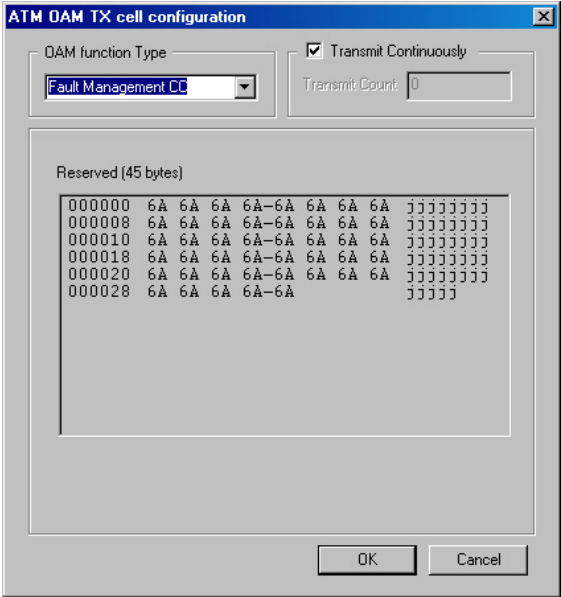 ATM OAM TX cell configuration
OAM function Type
Fault Management CC
Transmit Continuously
Transmit Count 0
Reserved (45 bytes)
000000 6A 6A 6A 6A-6A 6A 6A 6A jjjjjjjj
000008 6A 6A 6A 6A-6A 6A 6A 6A jjjjjjjj
000010 6A 6A 6A 6A-6A 6A 6A 6A jjjjjjjj
000018 6A 6A 6A 6A-6A 6A 6A 6A jjjjjjjj
000020 6A 6A 6A 6A-6A 6A 6A 6A jjjjjjjj
000028 6A 6A 6A 6A-6A jjjjj
OK Cancel